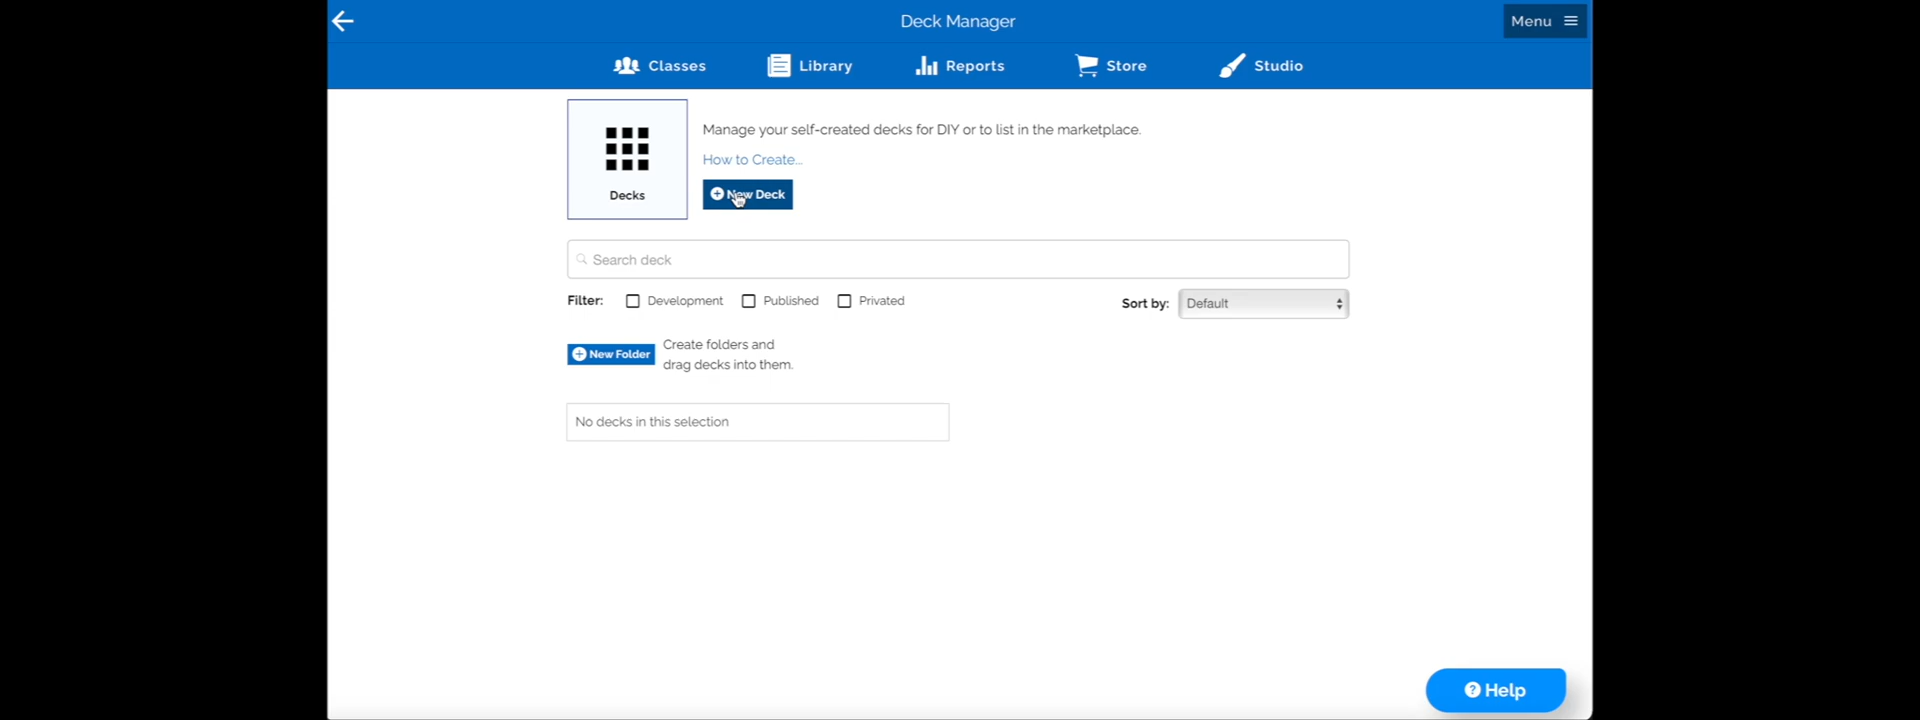 Deck Manager
Menu
Classes
Library
Reports
Store
Studio
Decks
Manage your self-created decks for DIY or to list in the marketplace.
How to Create...
New Deck
Search deck
Filter:
Development
Published
Privated
Sort by:
Default
New Folder
Create folders and
drag decks into them.
No decks in this selection
Help